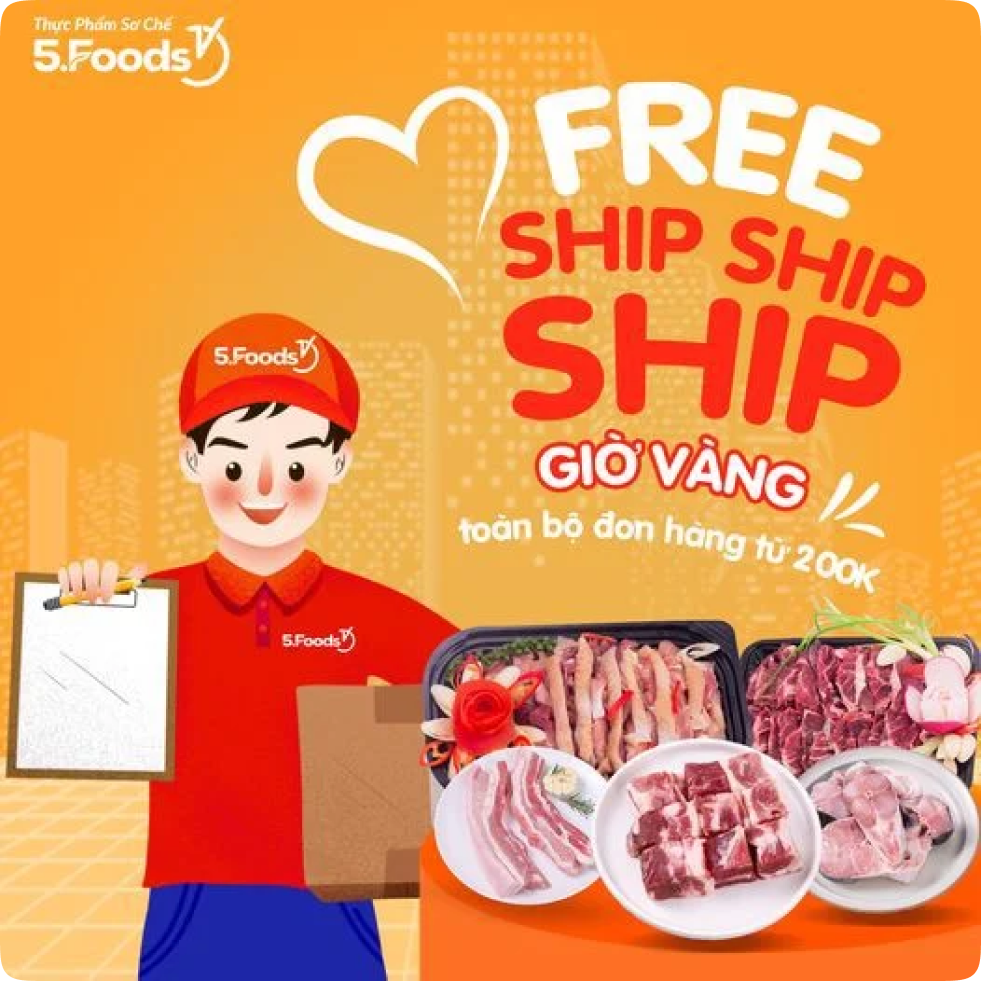 Thực Phẩm Sơ Chế
5.Foods
FREE
SHIP SHIP
SHIP
GIỜ VÀNG
toàn bộ đơn hàng từ 200K
5.Foods
5.Foods